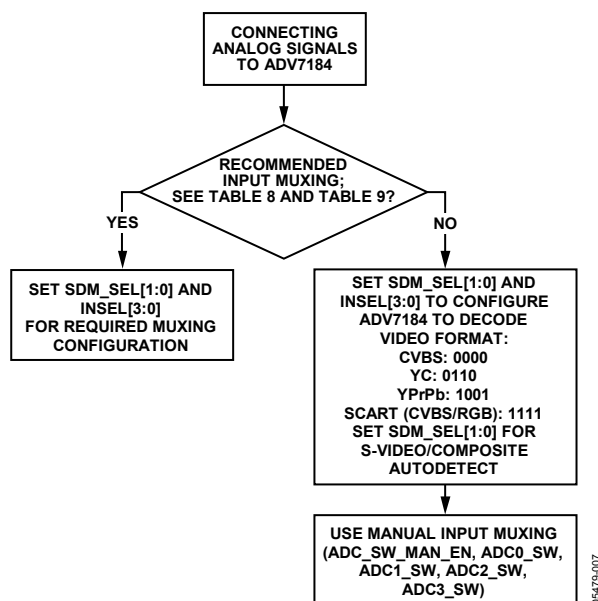 CONNECTING
ANALOG SIGNALS
TO ADV7184
RECOMMENDED
INPUT MUXING;
SEE TABLE 8 AND TABLE 9?
YES
NO
SET SDM_SEL[1:0] AND
INSEL[3:0]
FOR REQUIRED MUXING
CONFIGURATION
SET SDM_SEL[1:0] AND
INSEL[3:0] TO CONFIGURE
ADV7184 TO DECODE
VIDEO FORMAT:
CVBS: 0000
YC: 0110
YPrPb: 1001
SCART (CVBS/RGB): 1111
SET SDM_SEL[1:0] FOR
S-VIDEO/COMPOSITE
AUTODETECT
USE MANUAL INPUT MUXING
(ADC_SW_MAN_EN, ADC0_SW,
ADC1_SW, ADC2_SW,
ADC3_SW)
05479-007